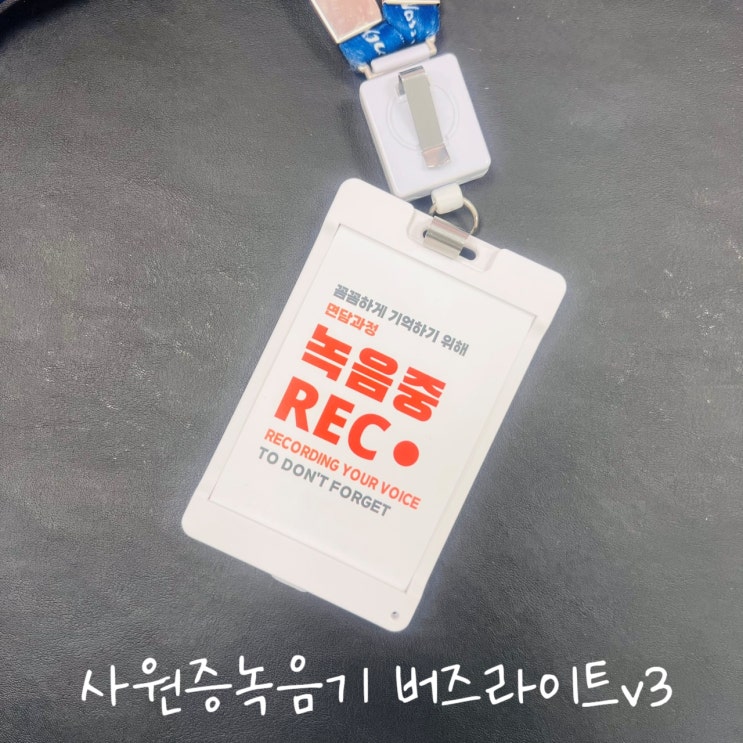 꼼꼼하게 기억하기 위해
면담과정
녹음중
REC
RECORDING YOUR VOICE
TO DON'T FORGET
사원증녹음기 버즈라이트v3